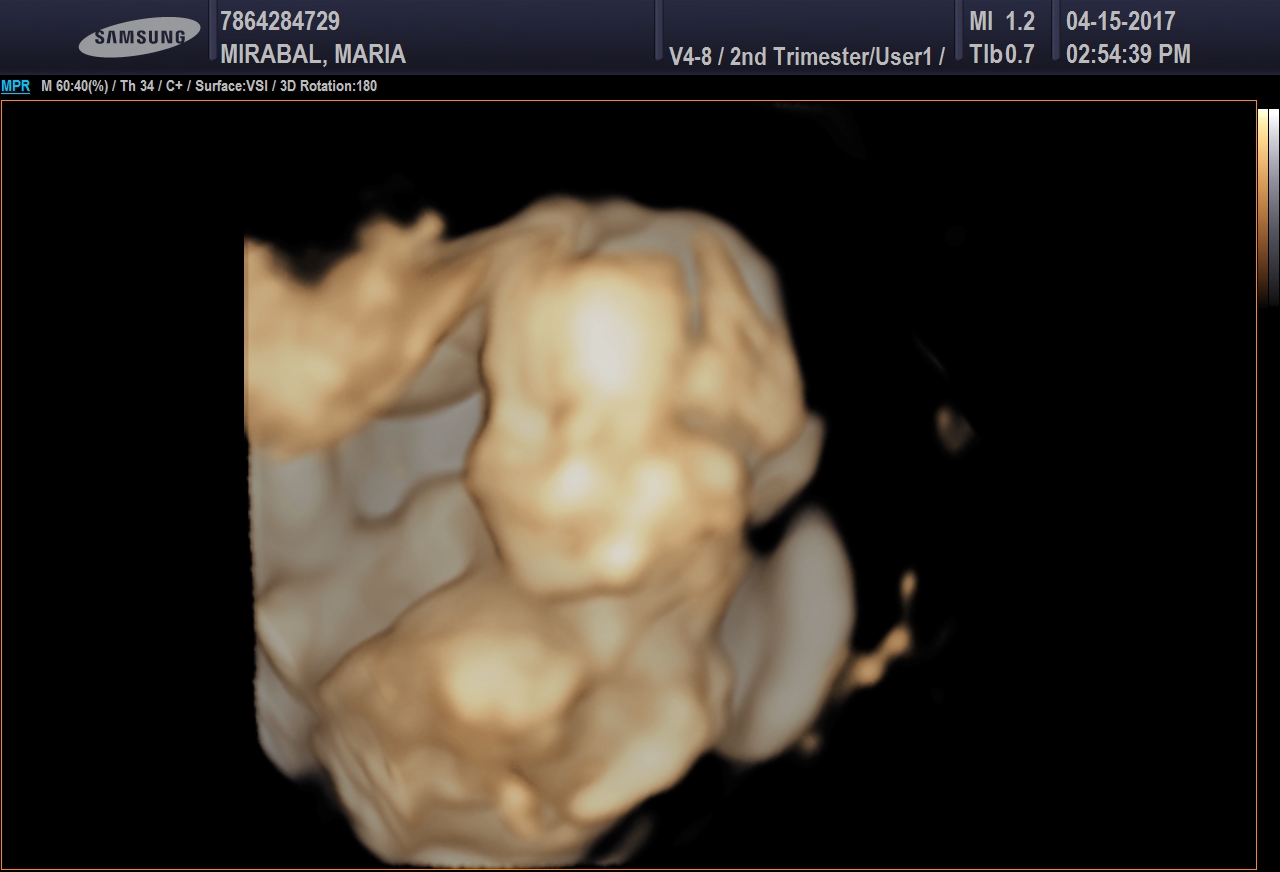 SAMSUNG
7864284729
MIRABAL, MARIA
V4-8 / 2nd Trimester/User1 /
MI 1.2
TIb 0.7
04-15-2017
02:54:39 PM
MPR M 60:40(%) / Th 34 / C+ / Surface:VSI / 3D Rotation:180